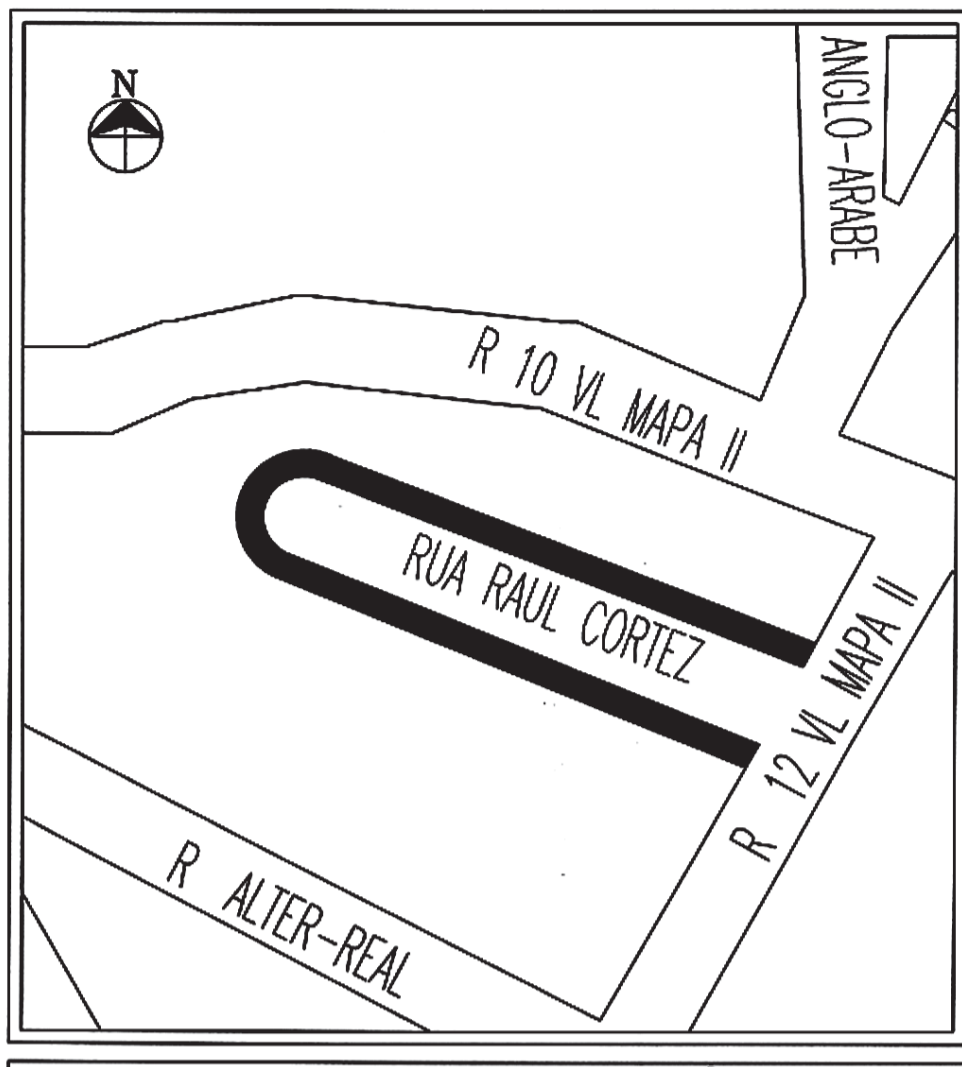 N
ANGLO-ARABE
R 10 VL MAPA II
RUA RAUL CORTEZ
R 12 VL MAPA II
R ALTER-REAL